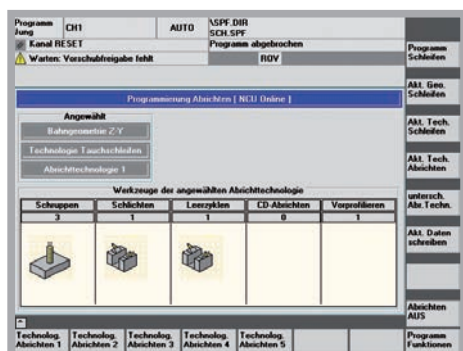 Programm
Jung
CH1
AUTO
\SPF.DIR
SCH.SPF
Kanal RESET
Programm abgebrochen
Warten: Vorschubfreigabe fehlt
ROV
Programmierung Abrichten [ NCU Online ]
Angewählt
Bahngeometrie Z-Y
Technologie Tauchschleifen
Abrichttechnologie 1
Werkzeuge der angewählten Abrichttechnologie
Schruppen Schlichten Leerzyklen CD-Abrichten Vorprofilieren
3 1 1 0 1
Programm
Schleifen
Akt. Geo.
Schleifen
Akt. Tech.
Schleifen
Akt. Tech.
Abrichten
untersch.
Abr.Techn.
Akt. Daten
schreiben
Abrichten
AUS
Technolog.
Abrichten 1
Technolog.
Abrichten 2
Technolog.
Abrichten 3
Technolog.
Abrichten 4
Technolog.
Abrichten 5
Programm
Funktionen